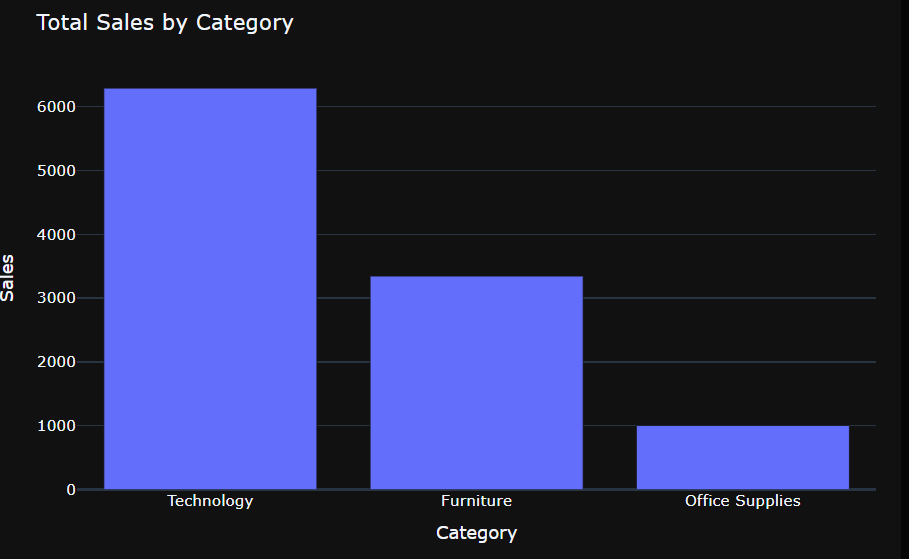 Total Sales by Category
6000
5000
4000
3000
2000
1000
0
Sales
Technology
Furniture
Office Supplies
Category